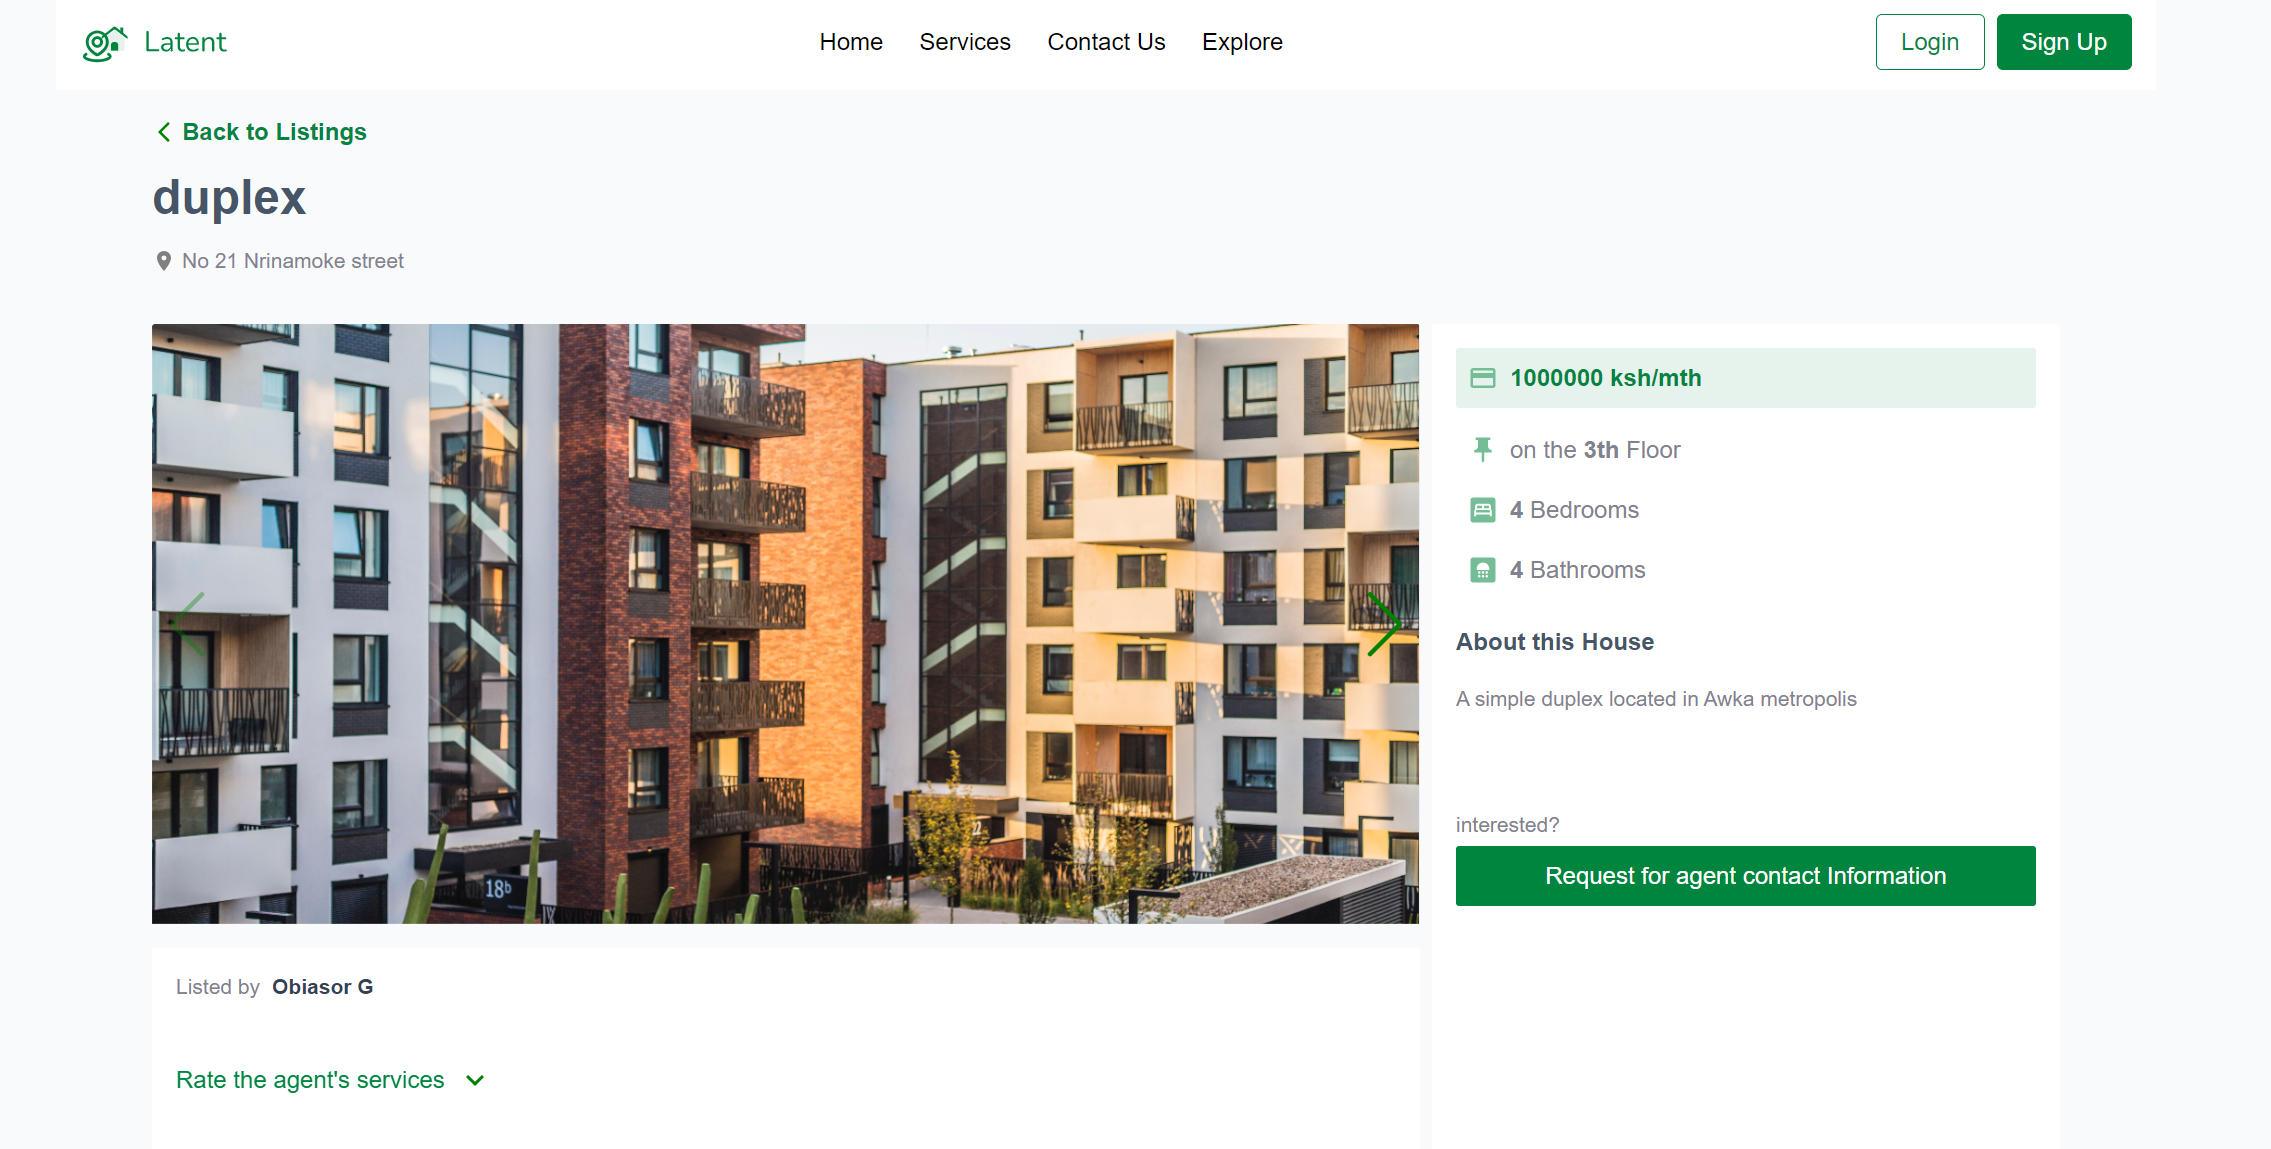 Latent
Home Services Contact Us Explore
Login Sign Up
Back to Listings
duplex
No 21 Nrinamoke street
1000000 ksh/mth
on the 3th Floor
4 Bedrooms
4 Bathrooms
About this House
A simple duplex located in Awka metropolis
interested?
Request for agent contact Information
18b
22
Listed by Obiasor G
Rate the agent's services